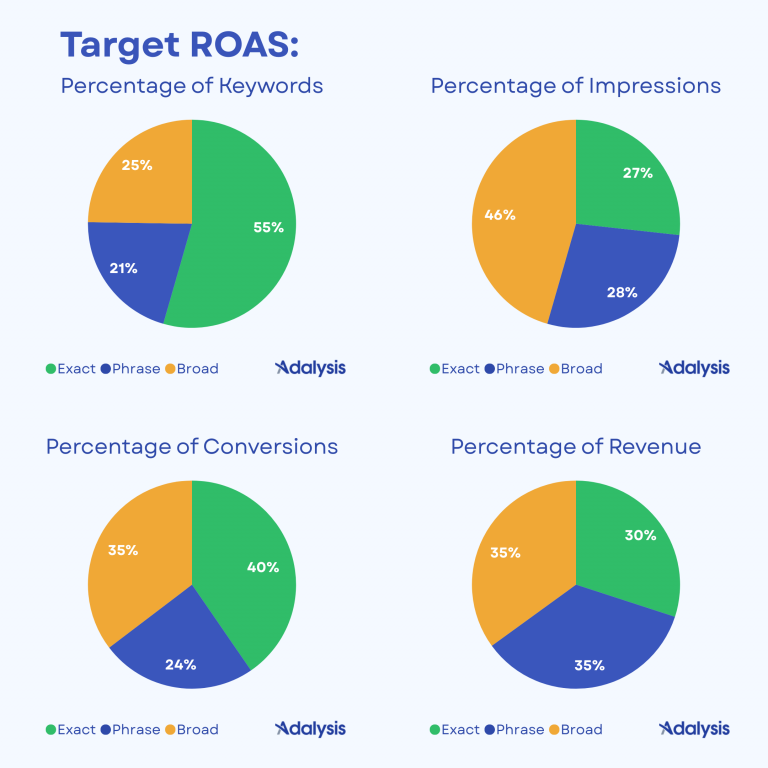 Target ROAS:
Percentage of Keywords
25%
55%
21%
Exact Phrase Broad
Adalysis
Percentage of Impressions
27%
46%
28%
Exact Phrase Broad
Adalysis
Percentage of Conversions
35%
40%
24%
Exact Phrase Broad
Adalysis
Percentage of Revenue
30%
35%
35%
Exact Phrase Broad
Adalysis